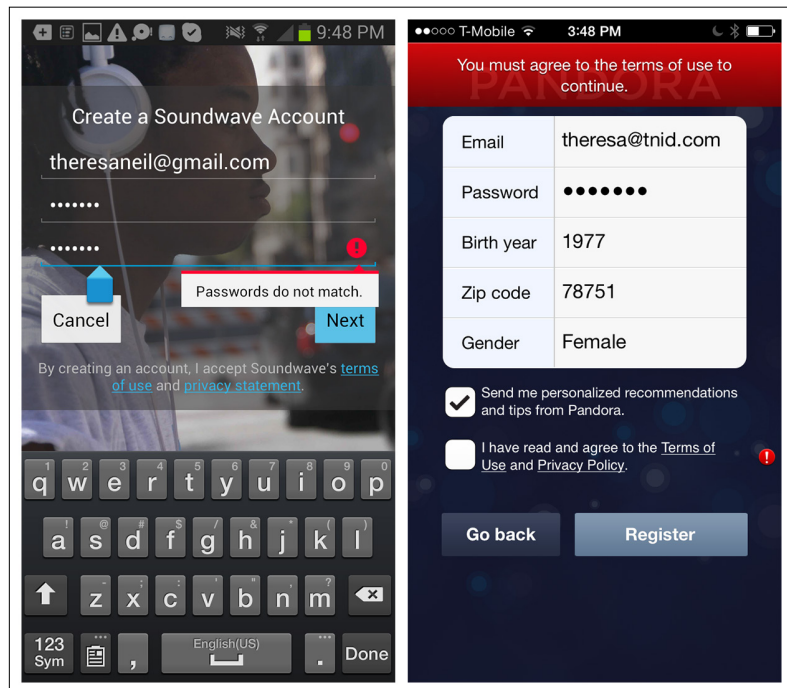 9:48 PM
Create a Soundwave Account
theresaneil@gmail.com
•••••••
•••••••
Passwords do not match.
Cancel
Next
By creating an account, I accept Soundwave's terms
of use and privacy statement.
1 2 3 4 5 6 7 8 9 0
q w e r t y u i o p
! @ # $ / & * ( )
a s d f g h j k l
- ; : ' " , ?
z x c v b n m
123
Sym
,
English(US)
.
Done
T-Mobile
3:48 PM
PANDORA
You must agree to the terms of use to
continue.
Email theresa@tnid.com
Password •••••••
Birth year 1977
Zip code 78751
Gender Female
Send me personalized recommendations
and tips from Pandora.
I have read and agree to the Terms of
Use and Privacy Policy.
Go back
Register